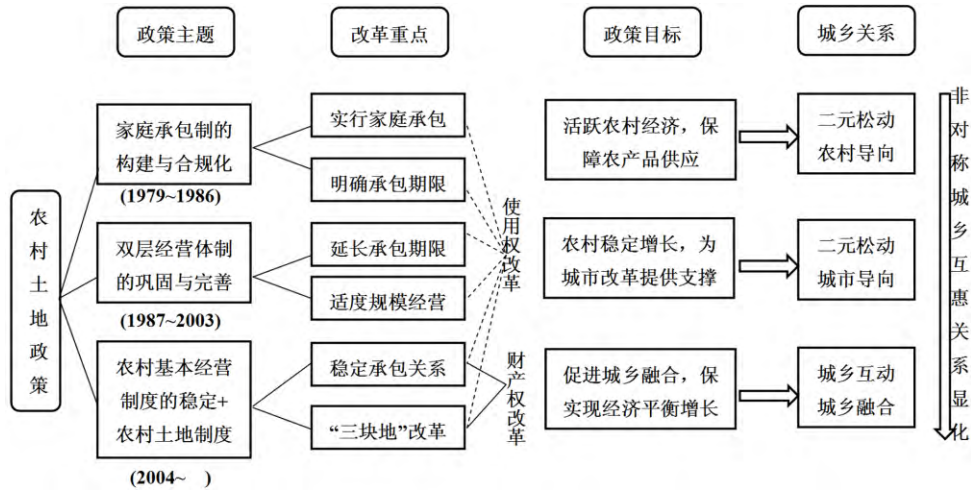 政策主题
改革重点
政策目标
城乡关系
农村土地政策
家庭承包制的
构建与合规化
(1979~1986)
双层经营体制
的巩固与完善
(1987~2003)
农村基本经营
制度的稳定+
农村土地制度
(2004~ )
实行家庭承包
明确承包期限
延长承包期限
适度规模经营
稳定承包关系
“三块地”改革
使用权改革
财产权改革
活跃农村经济，保
障农产品供应
农村稳定增长，为
城市改革提供支撑
促进城乡融合，保
实现经济平衡增长
二元松动
农村导向
二元松动
城市导向
城乡互动
城乡融合
非对称城乡互惠关系显化